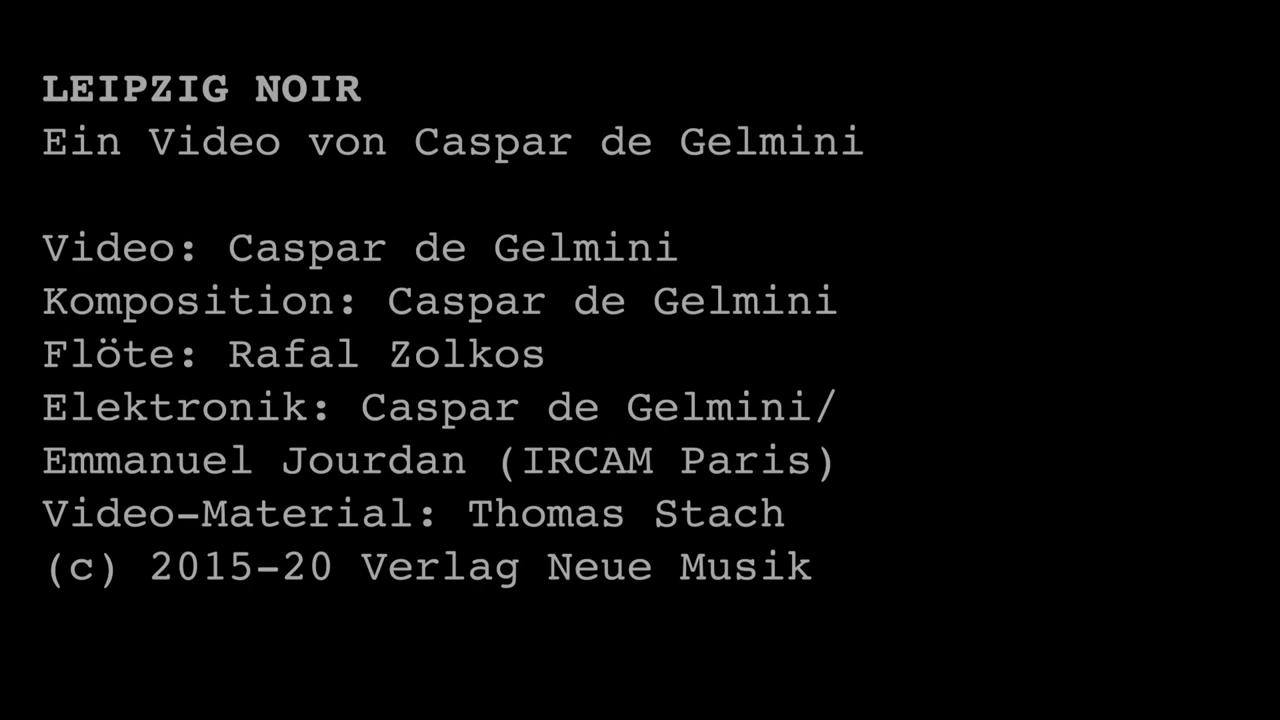 LEIPZIG NOIR
Ein Video von Caspar de Gelmini
Video: Caspar de Gelmini
Komposition: Caspar de Gelmini
Flöte: Rafal Zolkos
Elektronik: Caspar de Gelmini/
Emmanuel Jourdan (IRCAM Paris)
Video-Material: Thomas Stach
(c) 2015-20 Verlag Neue Musik